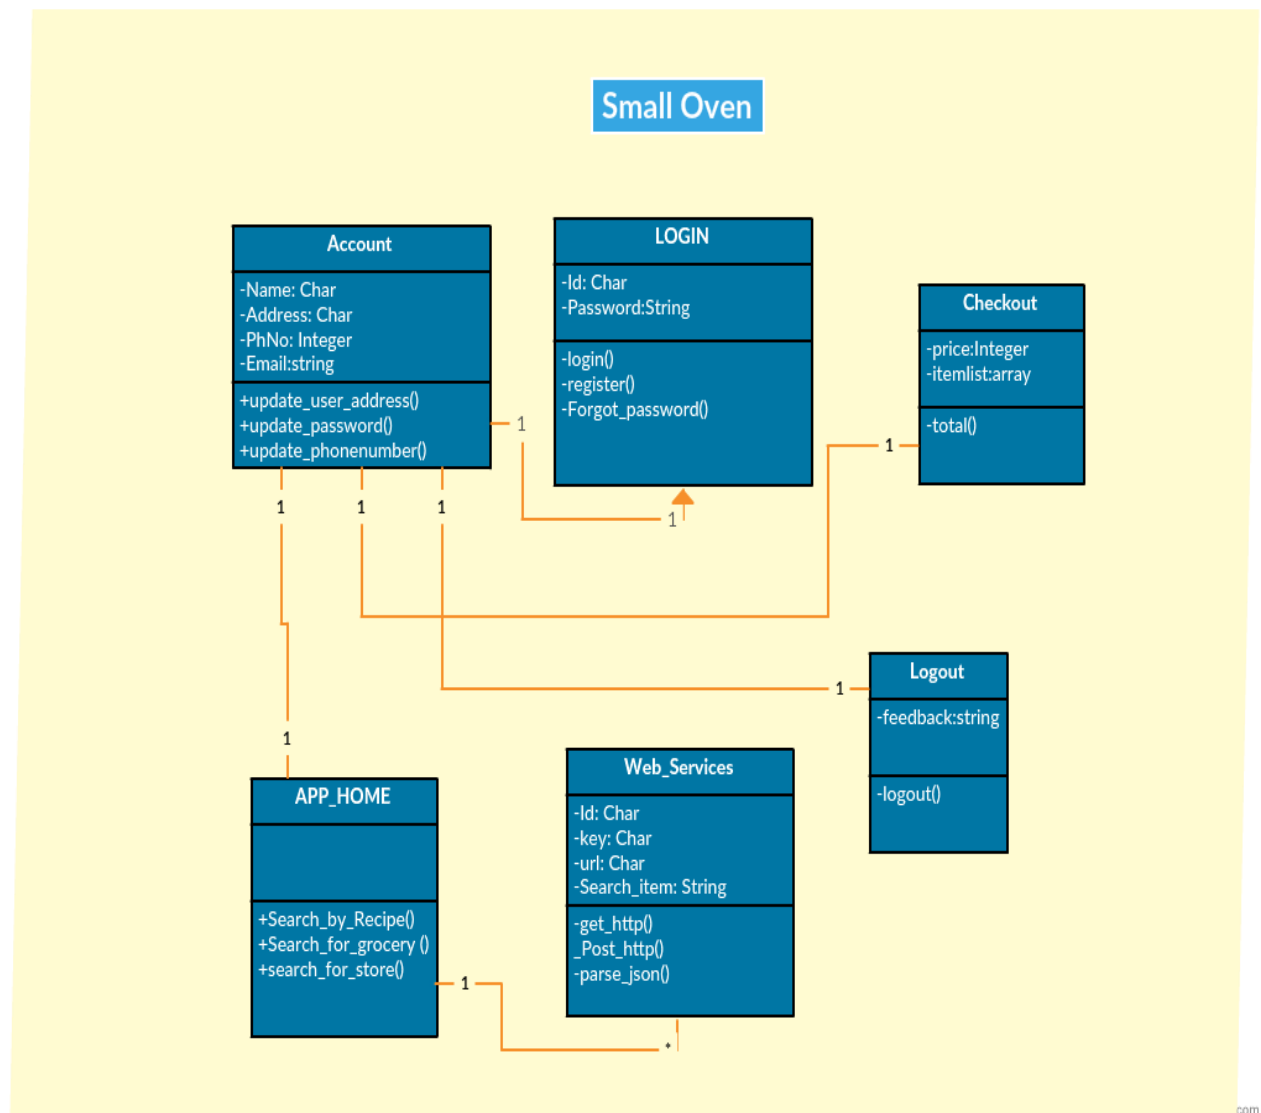 Small Oven
Account
-Name: Char
-Address: Char
-PhNo: Integer
-Email:string
+update_user_address()
+update_password()
+update_phonenumber()
LOGIN
-Id: Char
-Password:String
-login()
-register()
-Forgot_password()
Checkout
-price:Integer
-itemlist:array
-total()
1
1
1
1
1
1
1
1
Logout
-feedback:string
-logout()
APP_HOME
+Search_by_Recipe()
+Search_for_grocery ()
+search_for_store()
Web_Services
-Id: Char
-key: Char
-url: Char
-Search_item: String
-get_http()
_Post_http()
-parse_json()
1
*
com